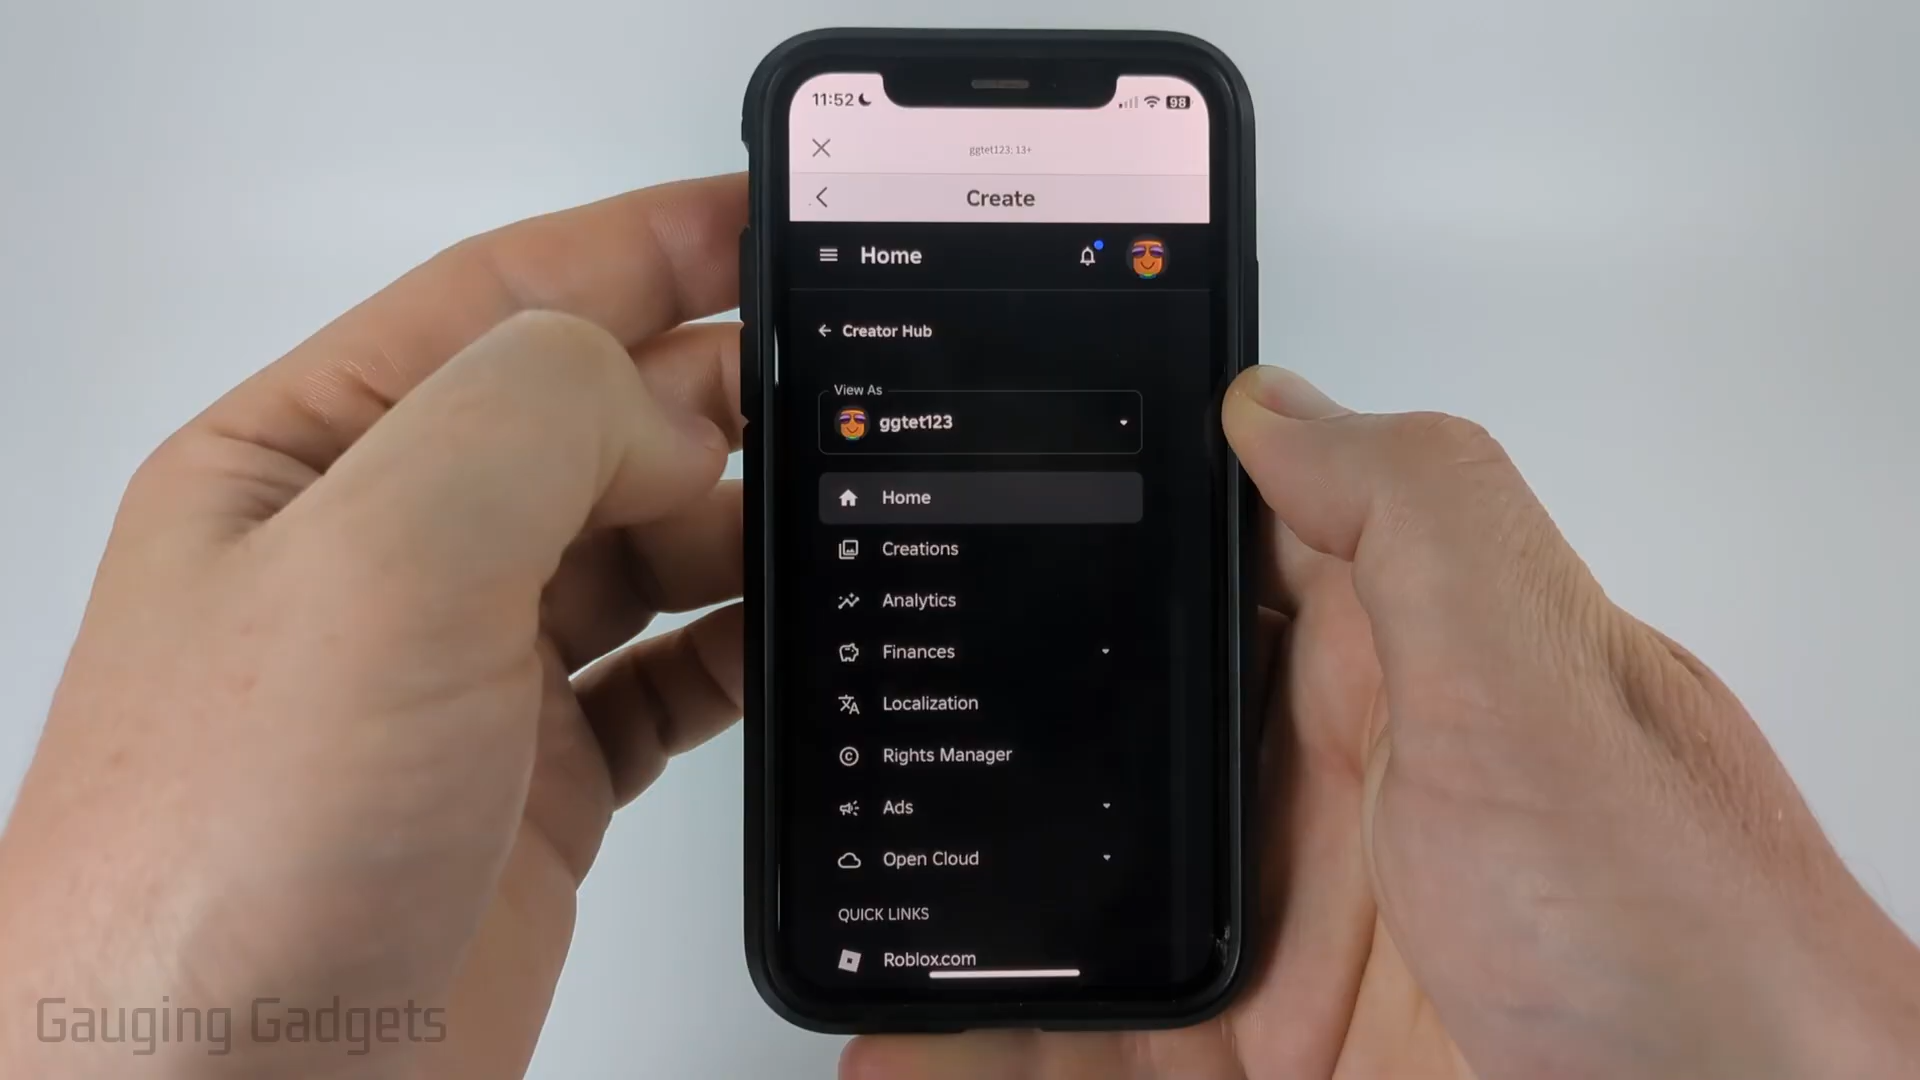 11:52
98
ggtet123: 13+
Create
Home
Creator Hub
View As
ggtet123
Home
Creations
Analytics
Finances
Localization
Rights Manager
Ads
Open Cloud
QUICK LINKS
Roblox.com
Gauging Gadgets